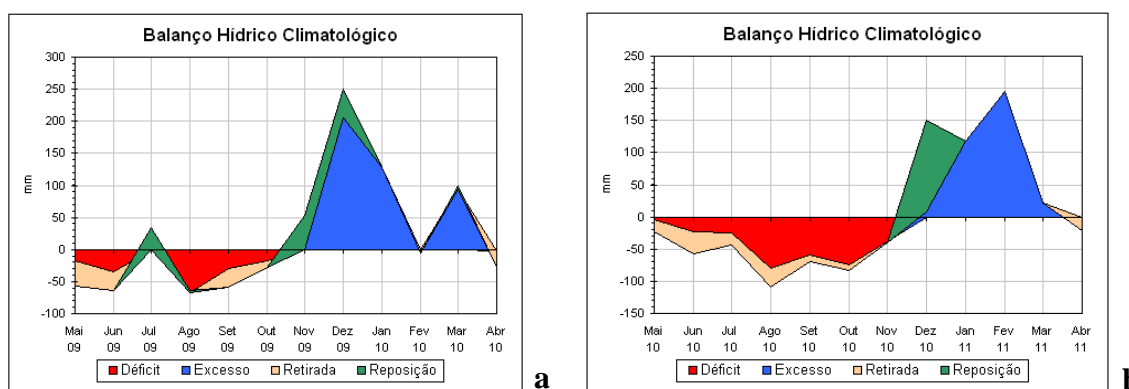 Balanço Hídrico Climatológico
300
250
200
150
100
50
0
-50
-100
mm
Mai Jun Jul Ago Set Out Nov Dez Jan Fev Mar Abr
09 09 09 09 09 09 09 09 10 10 10 10
Déficit Excesso Retirada Reposição
a
Balanço Hídrico Climatológico
250
200
150
100
50
0
-50
-100
-150
mm
Mai Jun Jul Ago Set Out Nov Dez Jan Fev Mar Abr
10 10 10 10 10 10 10 10 11 11 11 11
Déficit Excesso Retirada Reposição